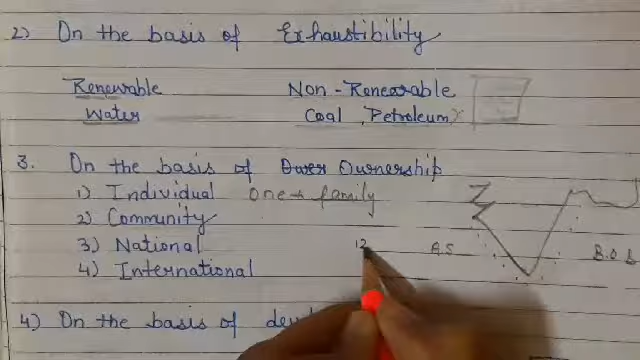 2) On the basis of Exhaustibility
Renewable Non-Renewable
Water Coal, Petroleum)
3. On the basis of Ownership
1) Individual One → family
2) Community
3) National 12 A.S B.O.B
4) International
4) On the basis of